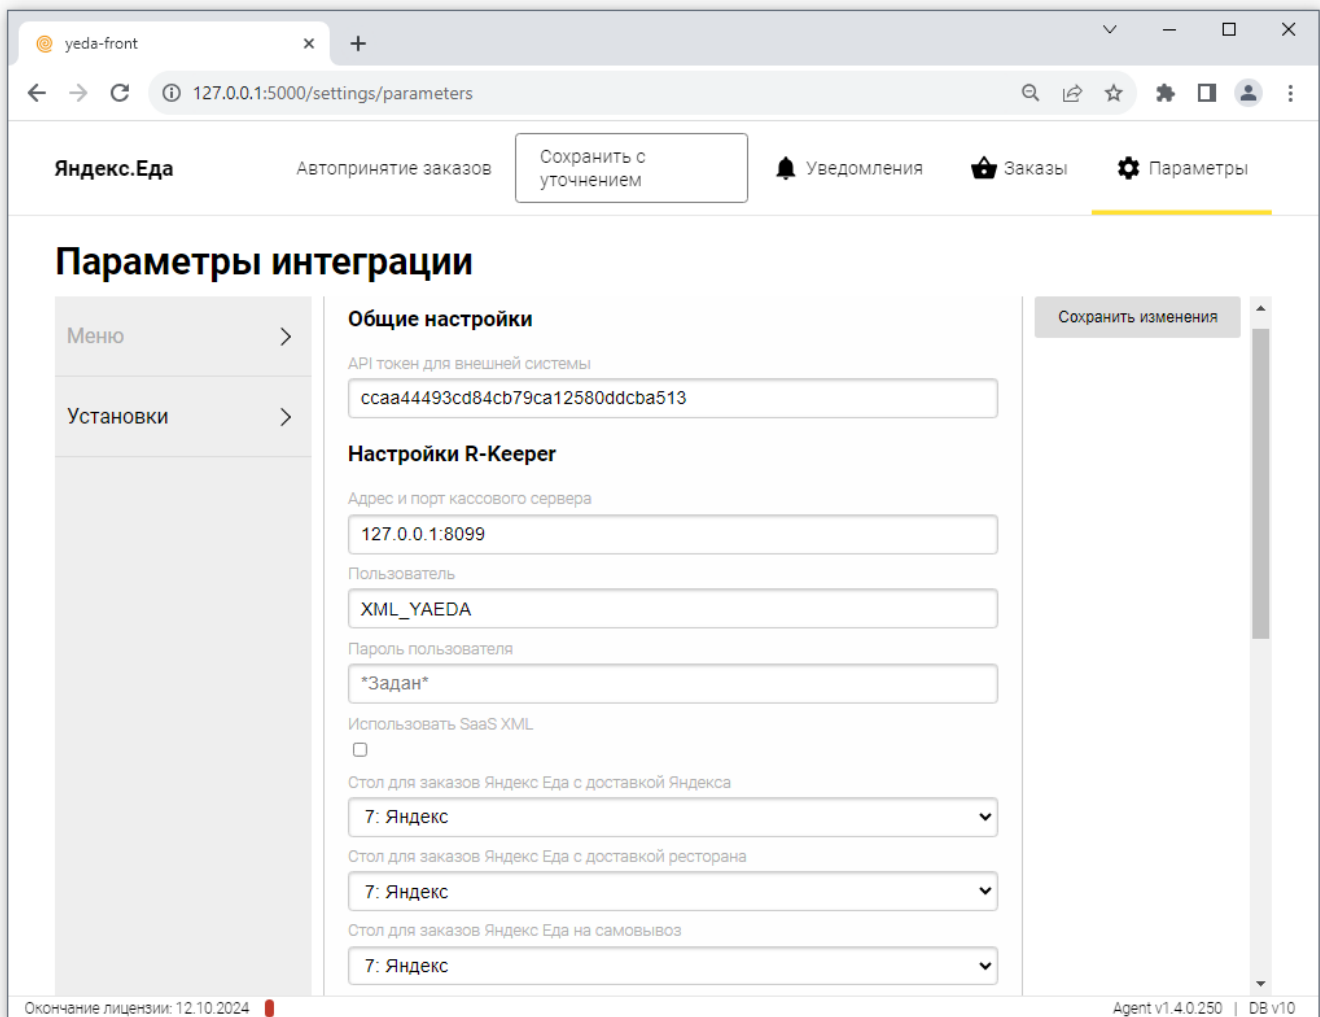 yeda-front
127.0.0.1:5000/settings/parameters
Яндекс.Еда
Автопринятие заказов
Сохранить с
уточнением
Уведомления
Заказы
Параметры
Параметры интеграции
Меню
Установки
Общие настройки
API токен для внешней системы
ccaa44493cd84cb79ca12580ddcba513
Настройки R-Keeper
Адрес и порт кассового сервера
127.0.0.1:8099
Пользователь
XML_YAEDA
Пароль пользователя
*Задан*
Использовать SaaS XML
Стол для заказов Яндекс Еда с доставкой Яндекса
7: Яндекс
Стол для заказов Яндекс Еда с доставкой ресторана
7: Яндекс
Стол для заказов Яндекс Еда на самовывоз
7: Яндекс
Сохранить изменения
Окончание лицензии: 12.10.2024
Agent v1.4.0.250 | DB v10